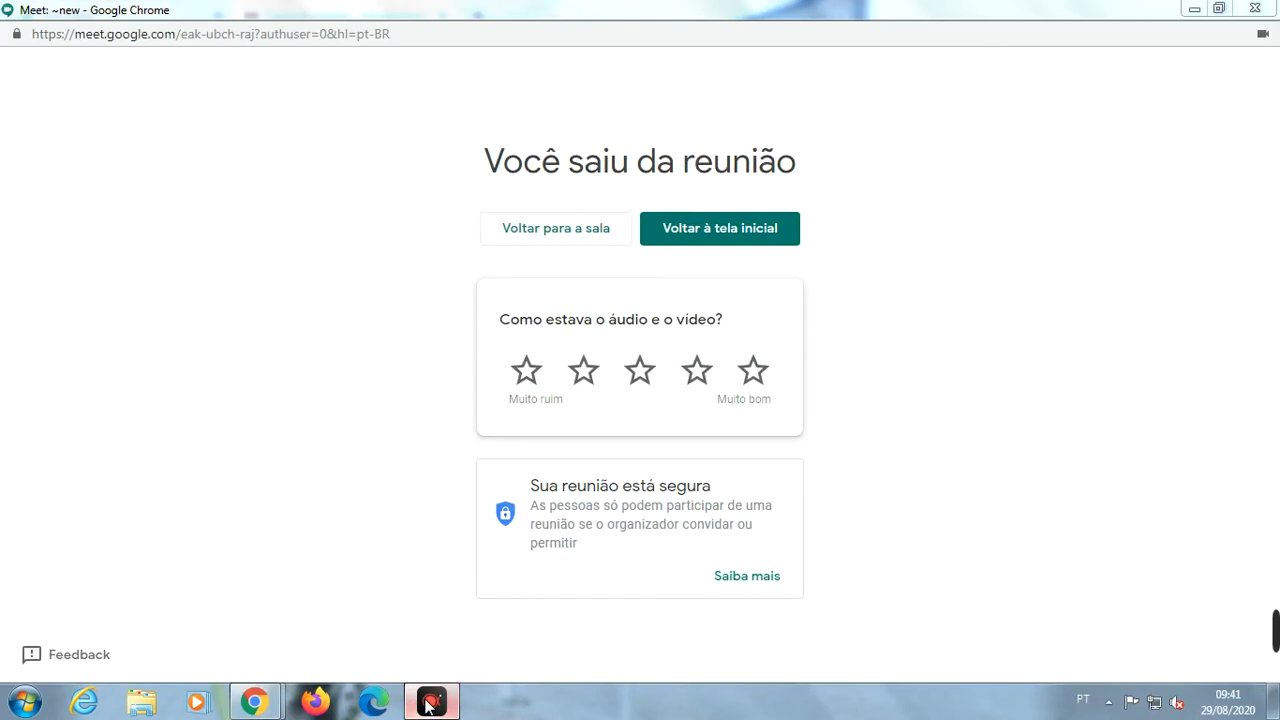 Meet: ~new - Google Chrome
https://meet.google.com/eak-ubch-raj?authuser=0&hl=pt-BR
Você saiu da reunião
Voltar para a sala
Voltar à tela inicial
Como estava o áudio e o vídeo?
Muito ruim
Muito bom
Sua reunião está segura
As pessoas só podem participar de uma
reunião se o organizador convidar ou
permitir
Saiba mais
Feedback
PT
09:41
29/08/2020